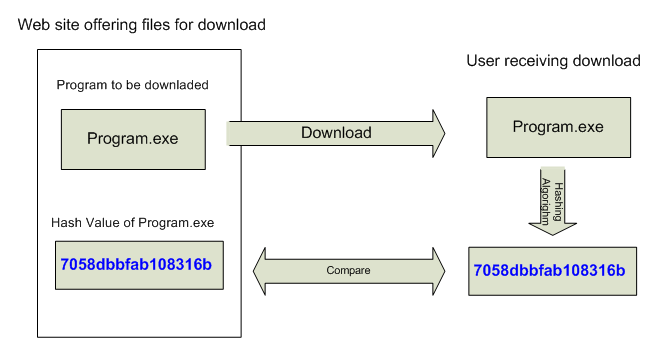 Web site offering files for download
Program to be downladed
Program.exe
Download
User receiving download
Program.exe
Hashing
Algorighm
Hash Value of Program.exe
7058dbbfab108316b
Compare
7058dbbfab108316b